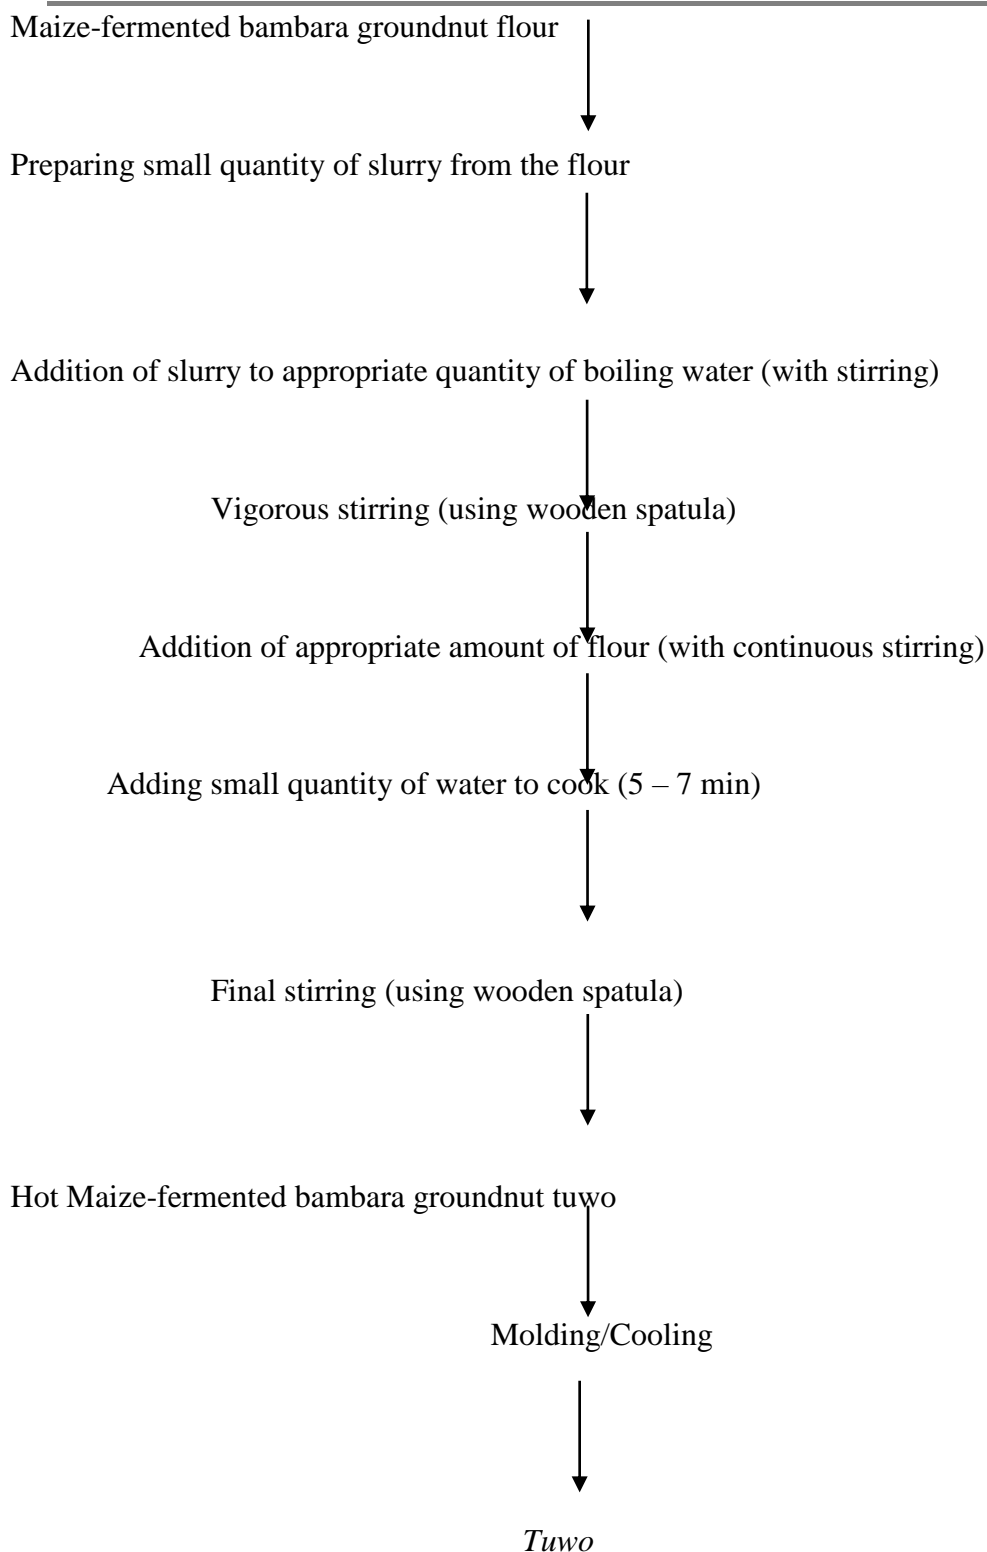 Maize-fermented bambara groundnut flour
Preparing small quantity of slurry from the flour
Addition of slurry to appropriate quantity of boiling water (with stirring)
Vigorous stirring (using wooden spatula)
Addition of appropriate amount of flour (with continuous stirring)
Adding small quantity of water to cook (5 – 7 min)
Final stirring (using wooden spatula)
Hot Maize-fermented bambara groundnut tuwo
Molding/Cooling
Tuwo